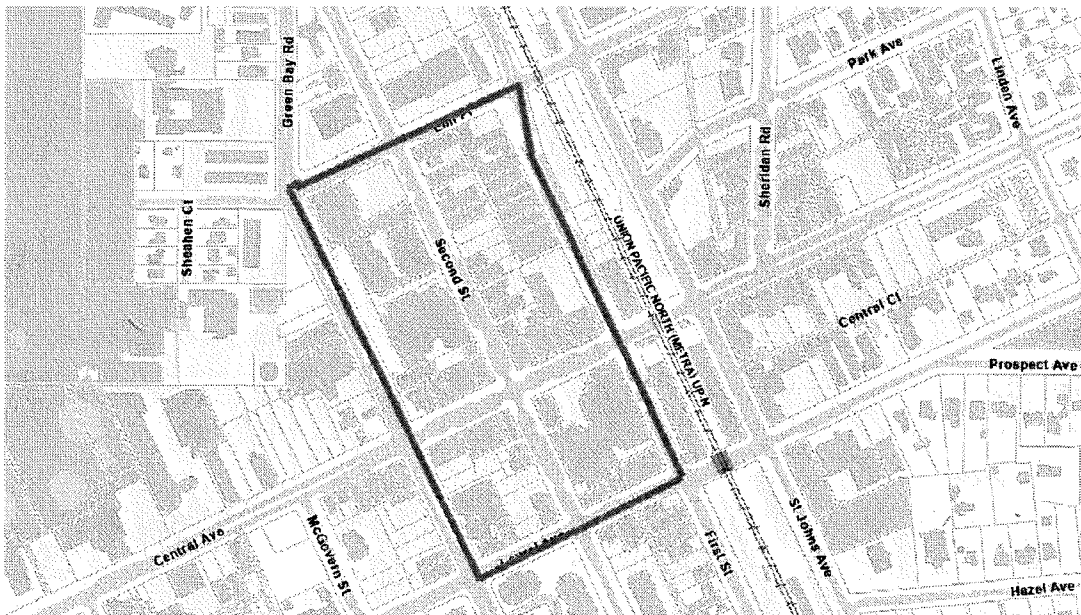 Green Bay Rd
Park Ave
Linden Ave
Elm Pl
Sheridan Rd
Sheahen Ct
Second St
UNION PACIFIC NORTH (METRA) UP-N
Central Ct
Prospect Ave
McGovern St
Central Ave
First St
St Johns Ave
Hazel Ave